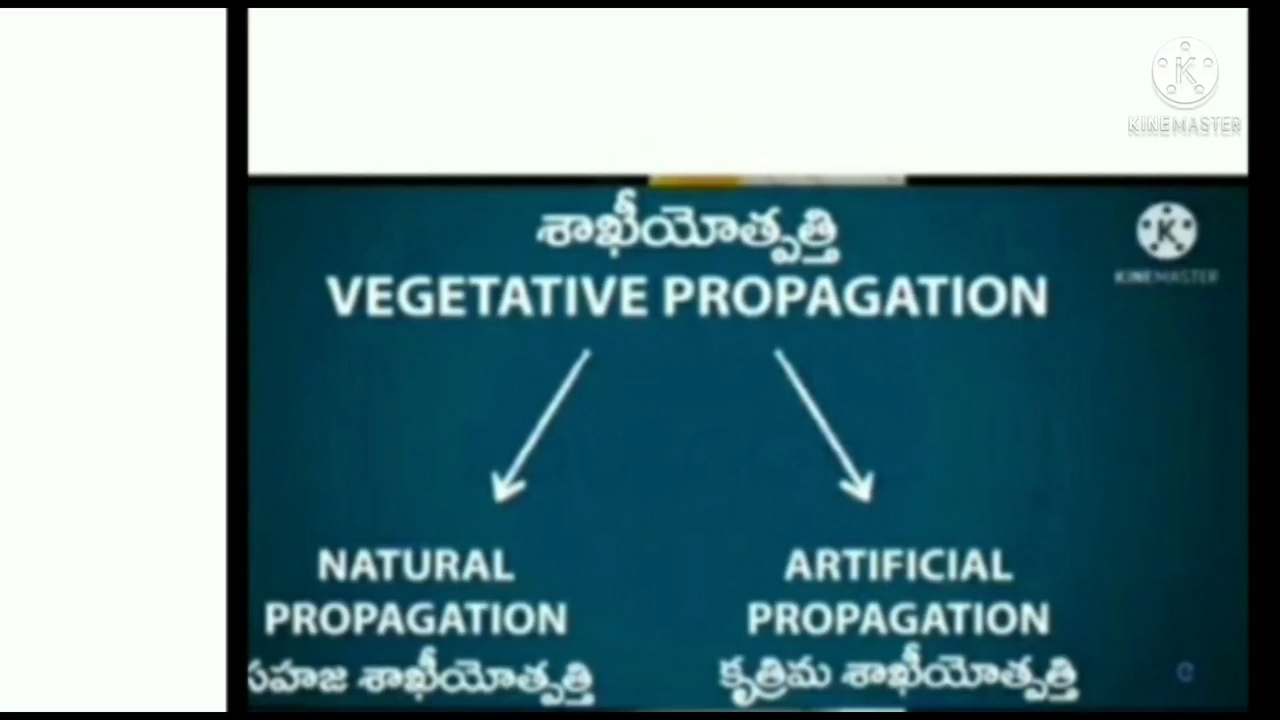 KINEMASTER
శాఖీయోత్పత్తి
KINEMASTER
VEGETATIVE PROPAGATION
NATURAL
PROPAGATION
సహజ శాఖీయోత్పత్తి
ARTIFICIAL
PROPAGATION
కృత్రిమ శాఖీయోత్పత్తి